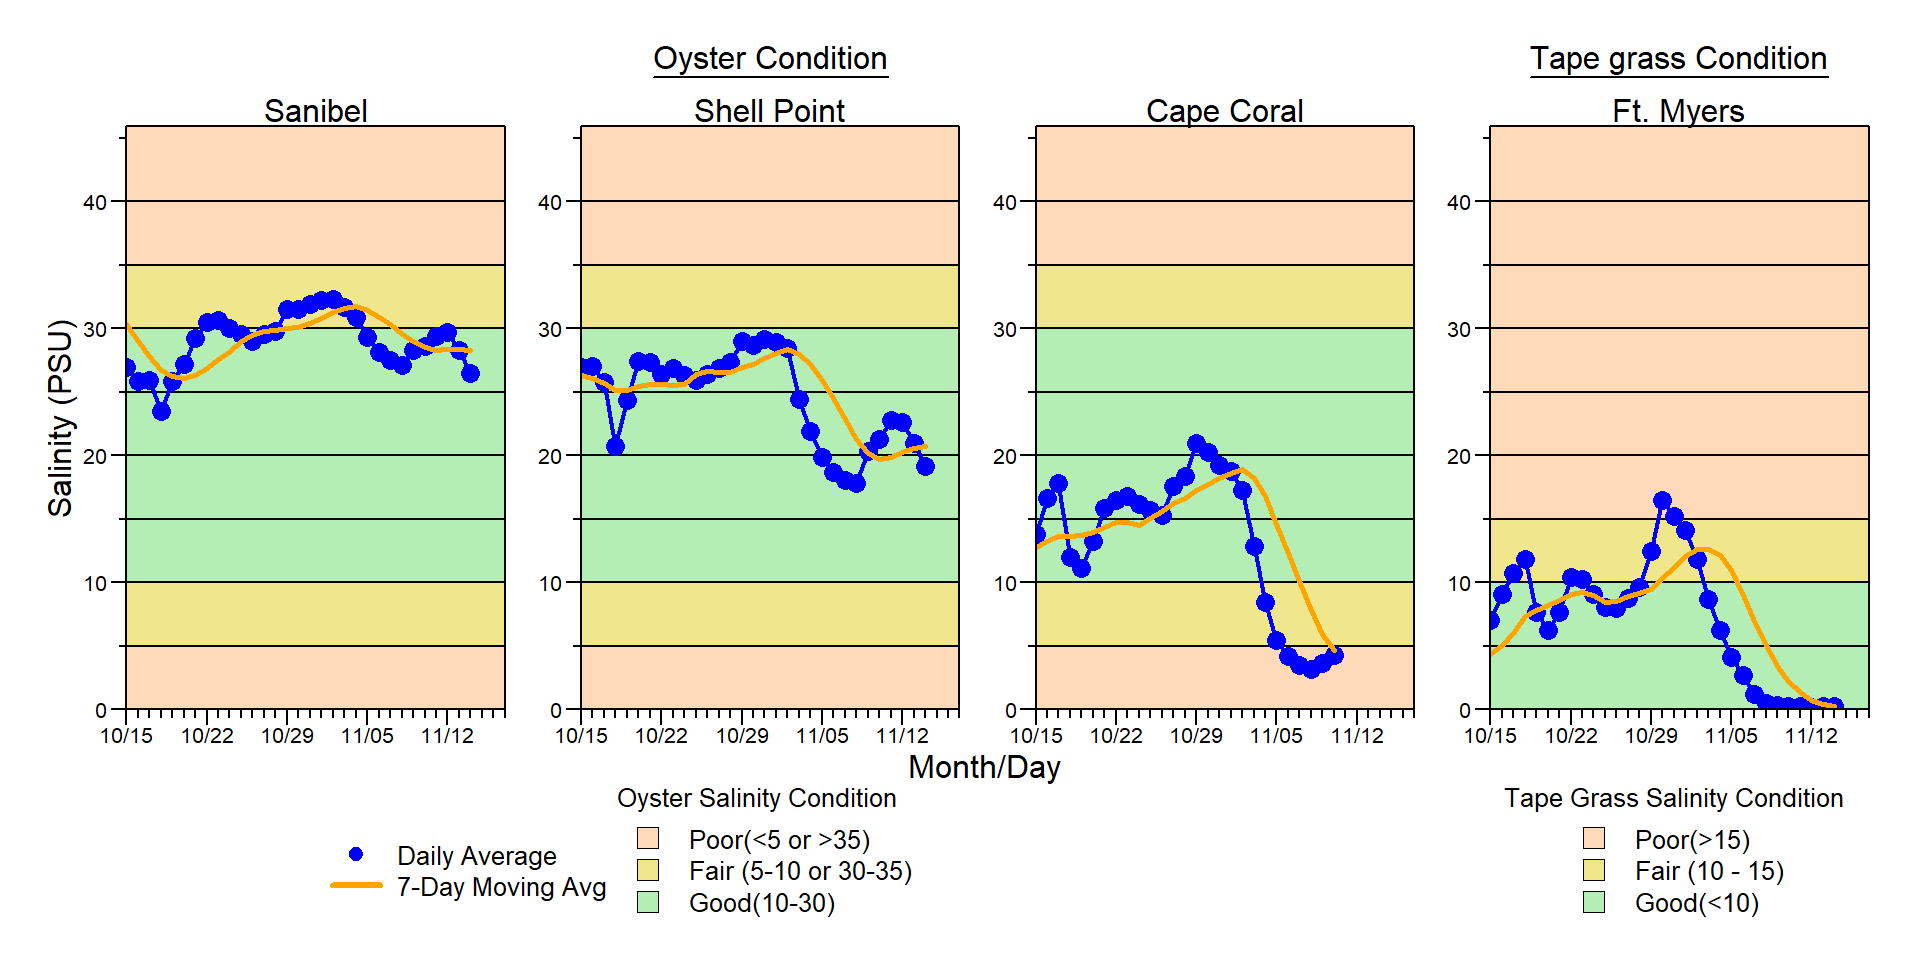 Oyster Condition
Tape grass Condition
Sanibel
Shell Point
Cape Coral
Ft. Myers
Salinity (PSU)
40
30
20
10
0
10/15 10/22 10/29 11/05 11/12
40
30
20
10
0
10/15 10/22 10/29 11/05 11/12
40
30
20
10
0
10/15 10/22 10/29 11/05 11/12
40
30
20
10
0
10/15 10/22 10/29 11/05 11/12
Month/Day
Daily Average
7-Day Moving Avg
Oyster Salinity Condition
Poor(<5 or >35)
Fair (5-10 or 30-35)
Good(10-30)
Tape Grass Salinity Condition
Poor(>15)
Fair (10 - 15)
Good(<10)